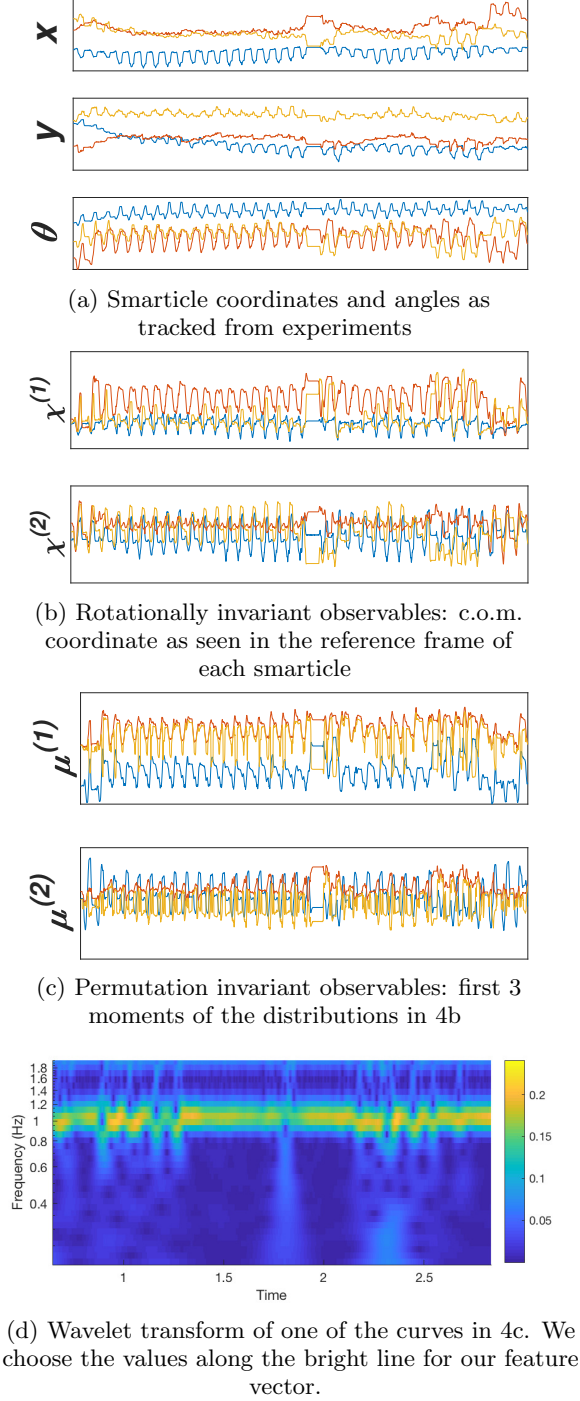 x
y
θ
(a) Smarticle coordinates and angles as
tracked from experiments
χ(1)
χ(2)
(b) Rotationally invariant observables: c.o.m.
coordinate as seen in the reference frame of
each smarticle
μ(1)
μ(2)
(c) Permutation invariant observables: first 3
moments of the distributions in 4b
1.8
1.6
1.4
1.2
1
0.8
0.6
0.4
Frequency (Hz)
0.2
0.15
0.1
0.05
1 1.5 2 2.5
Time
(d) Wavelet transform of one of the curves in 4c. We
choose the values along the bright line for our feature
vector.